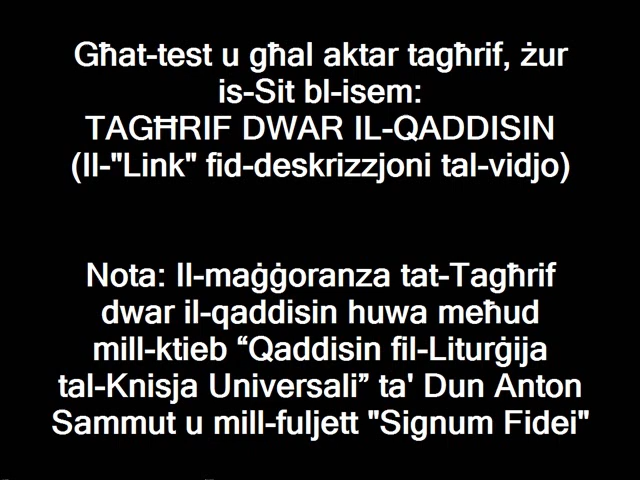 Għat-test u għal aktar tagħrif, żur
is-Sit bl-isem:
TAGĦRIF DWAR IL-QADDISIN
(Il-"Link" fid-deskrizzjoni tal-vidjo)
Nota: Il-maġġoranza tat-Tagħrif
dwar il-qaddisin huwa meħud
mill-ktieb “Qaddisin fil-Liturġija
tal-Knisja Universali” ta' Dun Anton
Sammut u mill-fuljett "Signum Fidei"